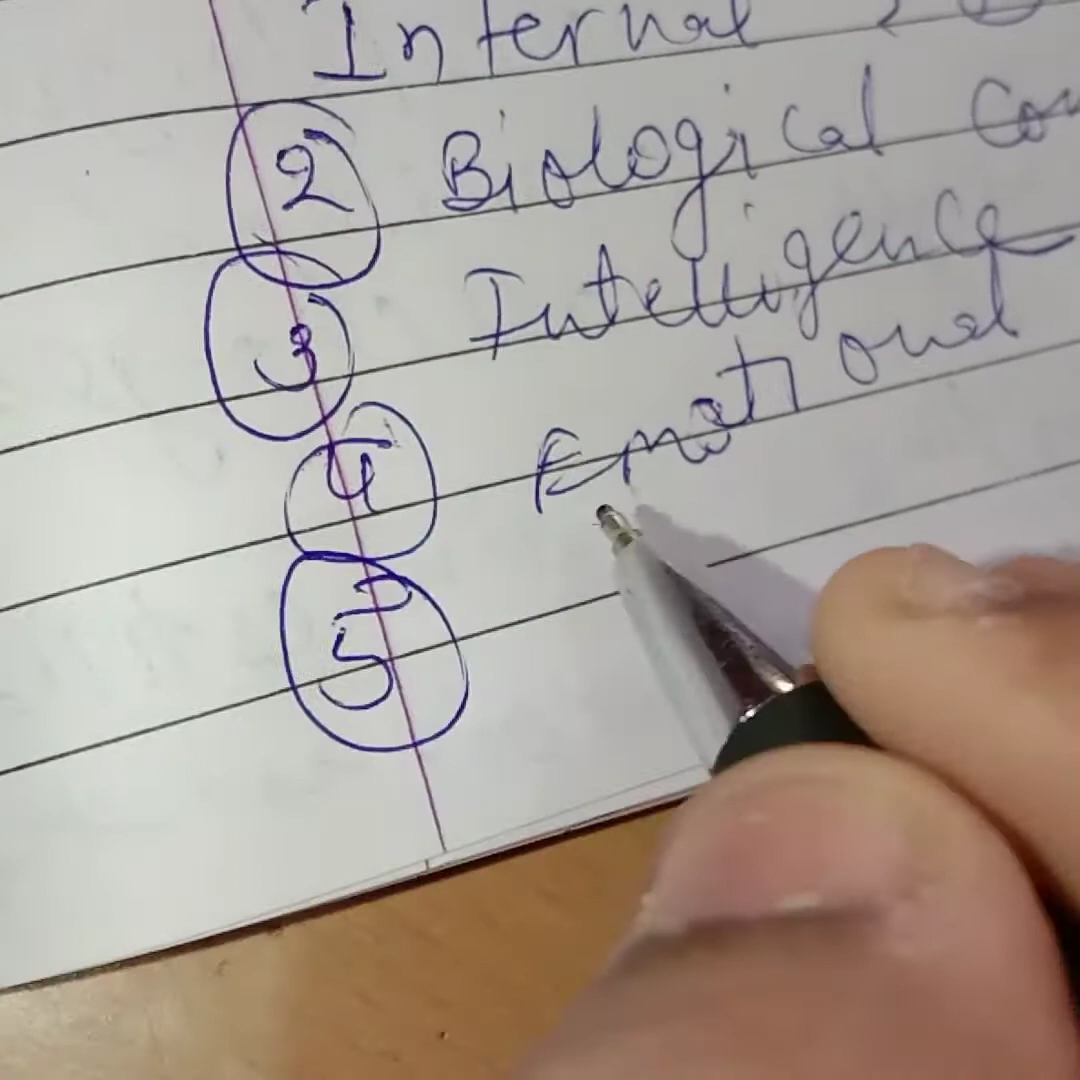 Internal
2 Biological
3 Intelligence
4 Emotional
5